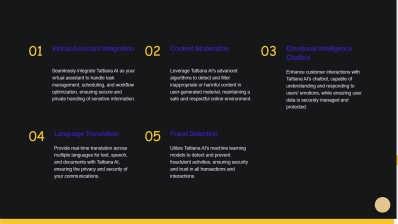 01
Virtual Assistant Integration
Seamlessly integrate Tattiana AI as your
virtual assistant to handle task
management, scheduling, and workflow
optimization, ensuring secure and
private handling of sensitive information.
02
Content Moderation
Leverage Tattiana AI's advanced
algorithms to detect and filter
inappropriate or harmful content in
user-generated material, maintaining a
safe and respectful online environment.
03
Emotional Intelligence
Chatbot
Enhance customer interactions with
Tattiana AI's chatbot, capable of
understanding and responding to
users' emotions, while ensuring user
data is securely managed and
protected.
04
Language Translation
Provide real-time translation across
multiple languages for text, speech,
and documents with Tattiana AI,
ensuring the privacy and security of
your communications.
05
Fraud Detection
Utilize Tattiana AI's machine learning
models to detect and prevent
fraudulent activities, ensuring security
and trust in all transactions and
interactions.